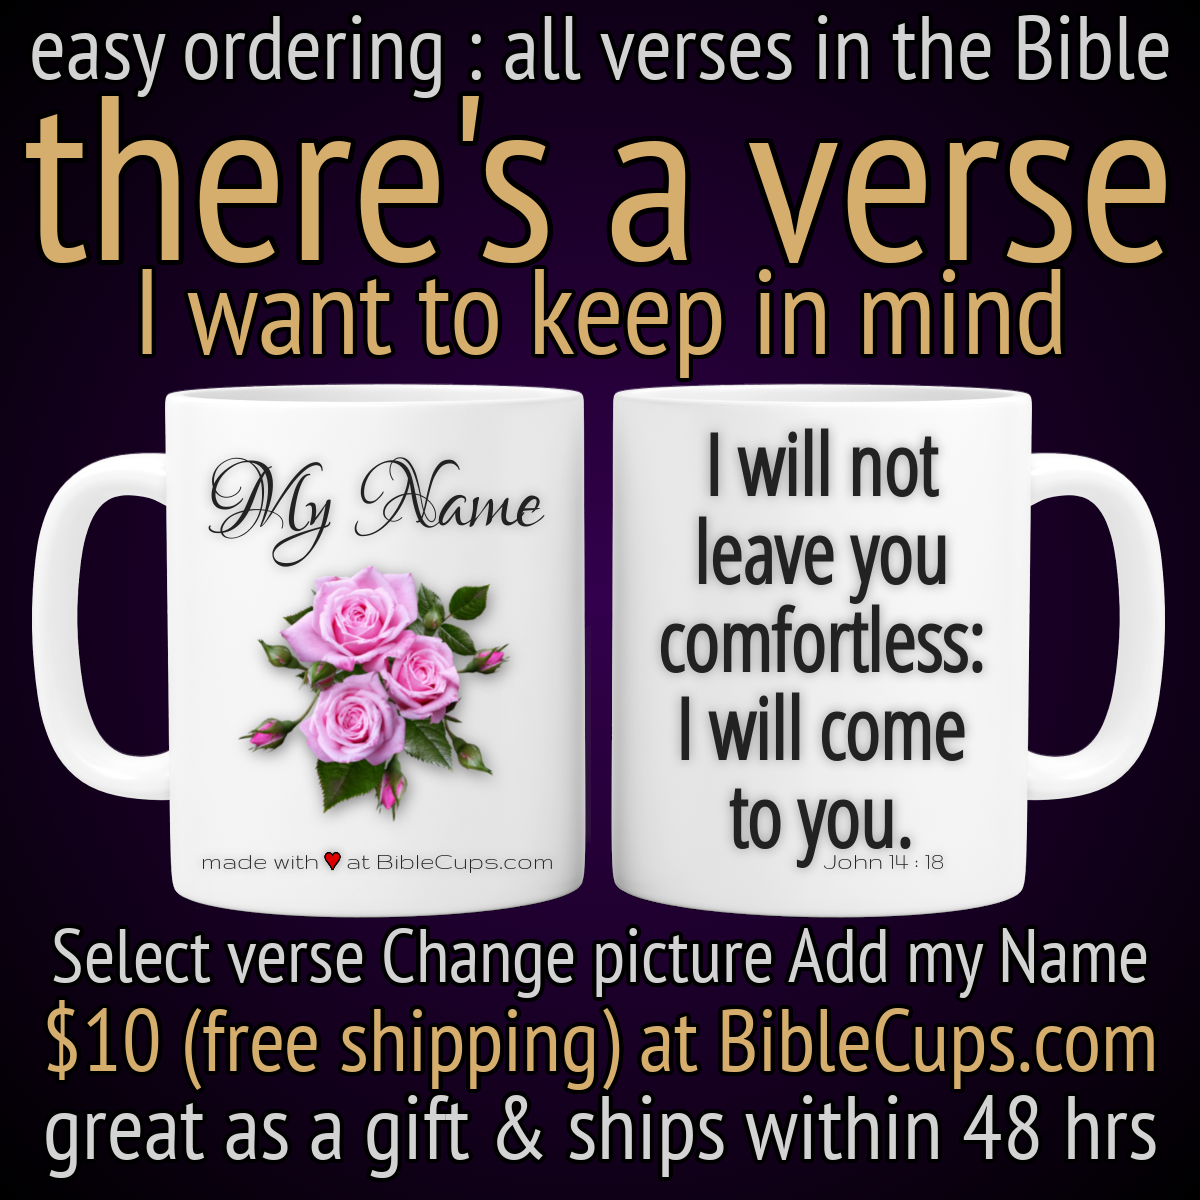 easy ordering : all verses in the Bible
there's a verse
I want to keep in mind
My Name
made with ♥ at BibleCups.com
I will not
leave you
comfortless:
I will come
to you.
John 14 : 18
Select verse Change picture Add my Name
$10 (free shipping) at BibleCups.com
great as a gift & ships within 48 hrs